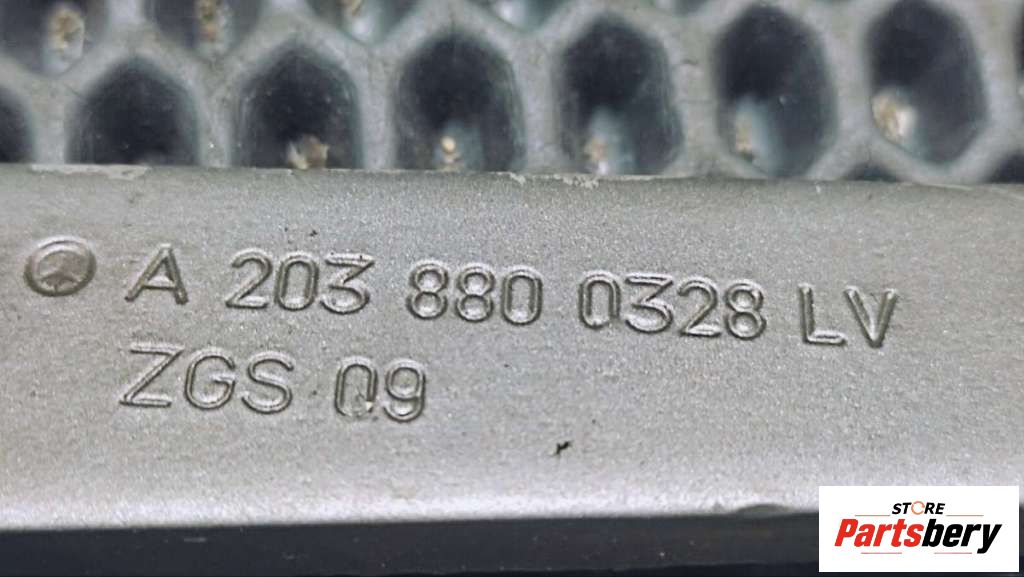 A 203 880 0328 LV
ZGS 09
STORE
Partsbery